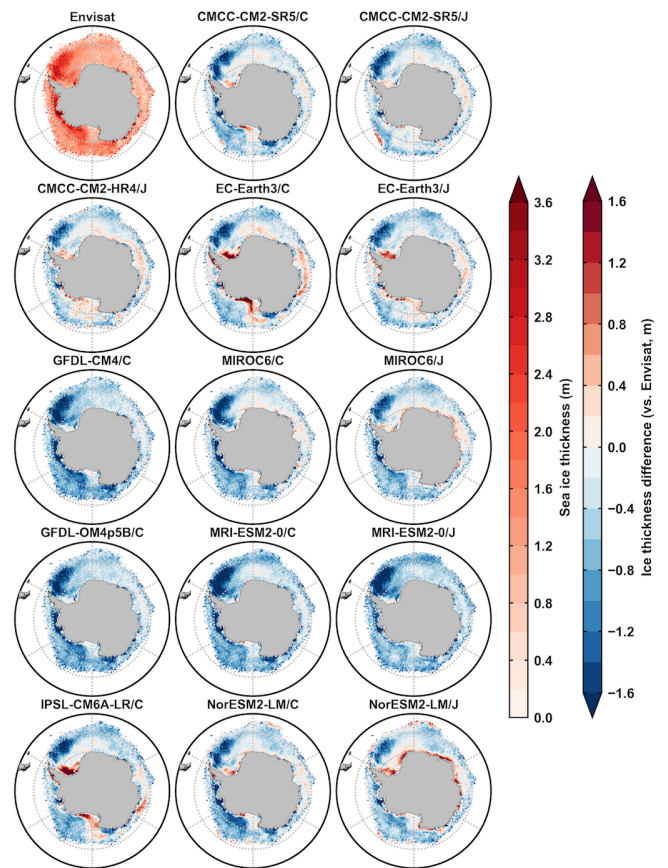 Envisat
CMCC-CM2-SR5/C
CMCC-CM2-SR5/J
CMCC-CM2-HR4/J
EC-Earth3/C
EC-Earth3/J
GFDL-CM4/C
MIROC6/C
MIROC6/J
GFDL-OM4p5B/C
MRI-ESM2-0/C
MRI-ESM2-0/J
IPSL-CM6A-LR/C
NorESM2-LM/C
NorESM2-LM/J
3.6
3.2
2.8
2.4
2.0
1.6
1.2
0.8
0.4
0.0
Sea ice thickness (m)
1.6
1.2
0.8
0.4
0.0
−0.4
−0.8
−1.2
−1.6
Ice thickness difference (vs. Envisat, m)